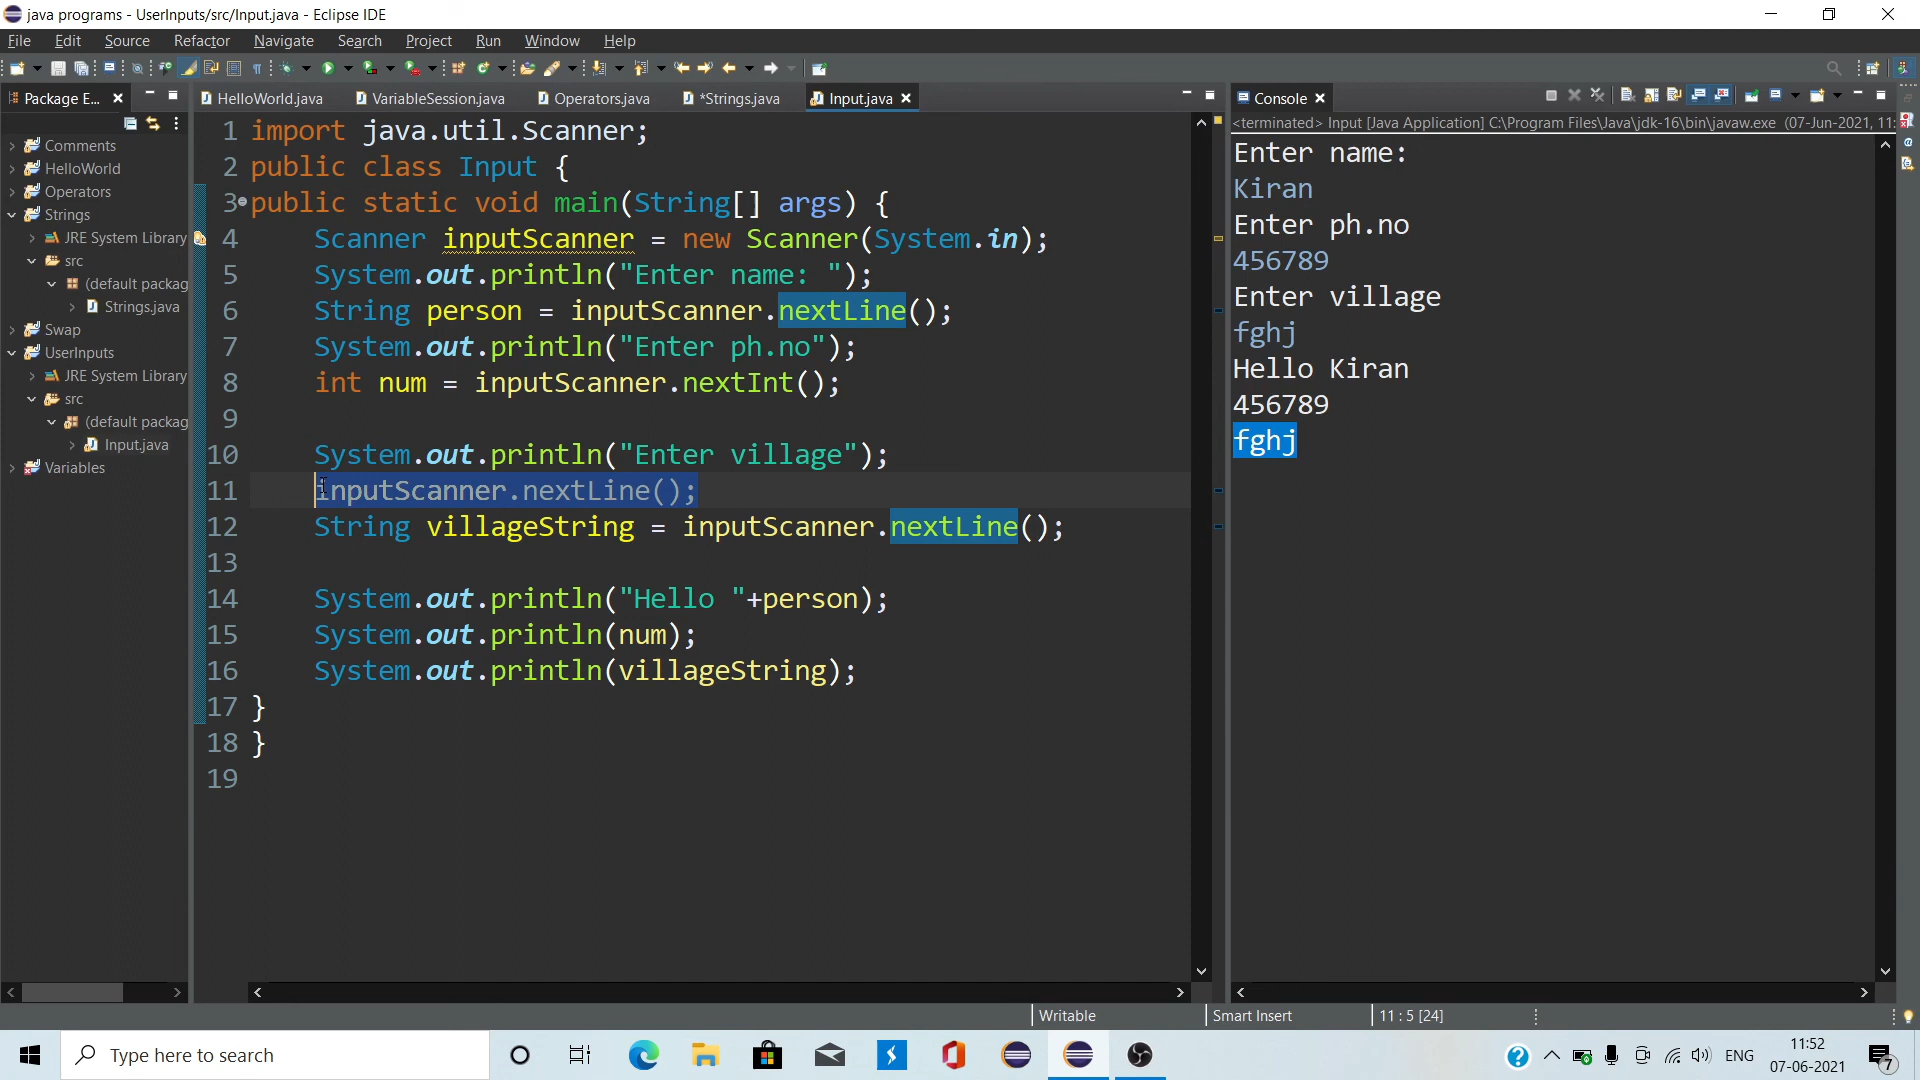 java programs - UserInputs/src/Input.java - Eclipse IDE
File Edit Source Refactor Navigate Search Project Run Window Help
Package E...
Comments
HelloWorld
Operators
Strings
JRE System Library
src
(default packag
Strings.java
Swap
UserInputs
JRE System Library
src
(default packag
Input.java
Variables
HelloWorld.java VariableSession.java Operators.java *Strings.java Input.java
1 import java.util.Scanner;
2 public class Input {
3 public static void main(String[] args) {
4 Scanner inputScanner = new Scanner(System.in);
5 System.out.println("Enter name: ");
6 String person = inputScanner.nextLine();
7 System.out.println("Enter ph.no");
8 int num = inputScanner.nextInt();
9
10 System.out.println("Enter village");
11 inputScanner.nextLine();
12 String villageString = inputScanner.nextLine();
13
14 System.out.println("Hello "+person);
15 System.out.println(num);
16 System.out.println(villageString);
17 }
18 }
19
Console
<terminated> Input [Java Application] C:\Program Files\Java\jdk-16\bin\javaw.exe (07-Jun-2021, 11:
Enter name:
Kiran
Enter ph.no
456789
Enter village
fghj
Hello Kiran
456789
fghj
Writable Smart Insert 11 : 5 [24]
Type here to search
ENG
11:52
07-06-2021
7